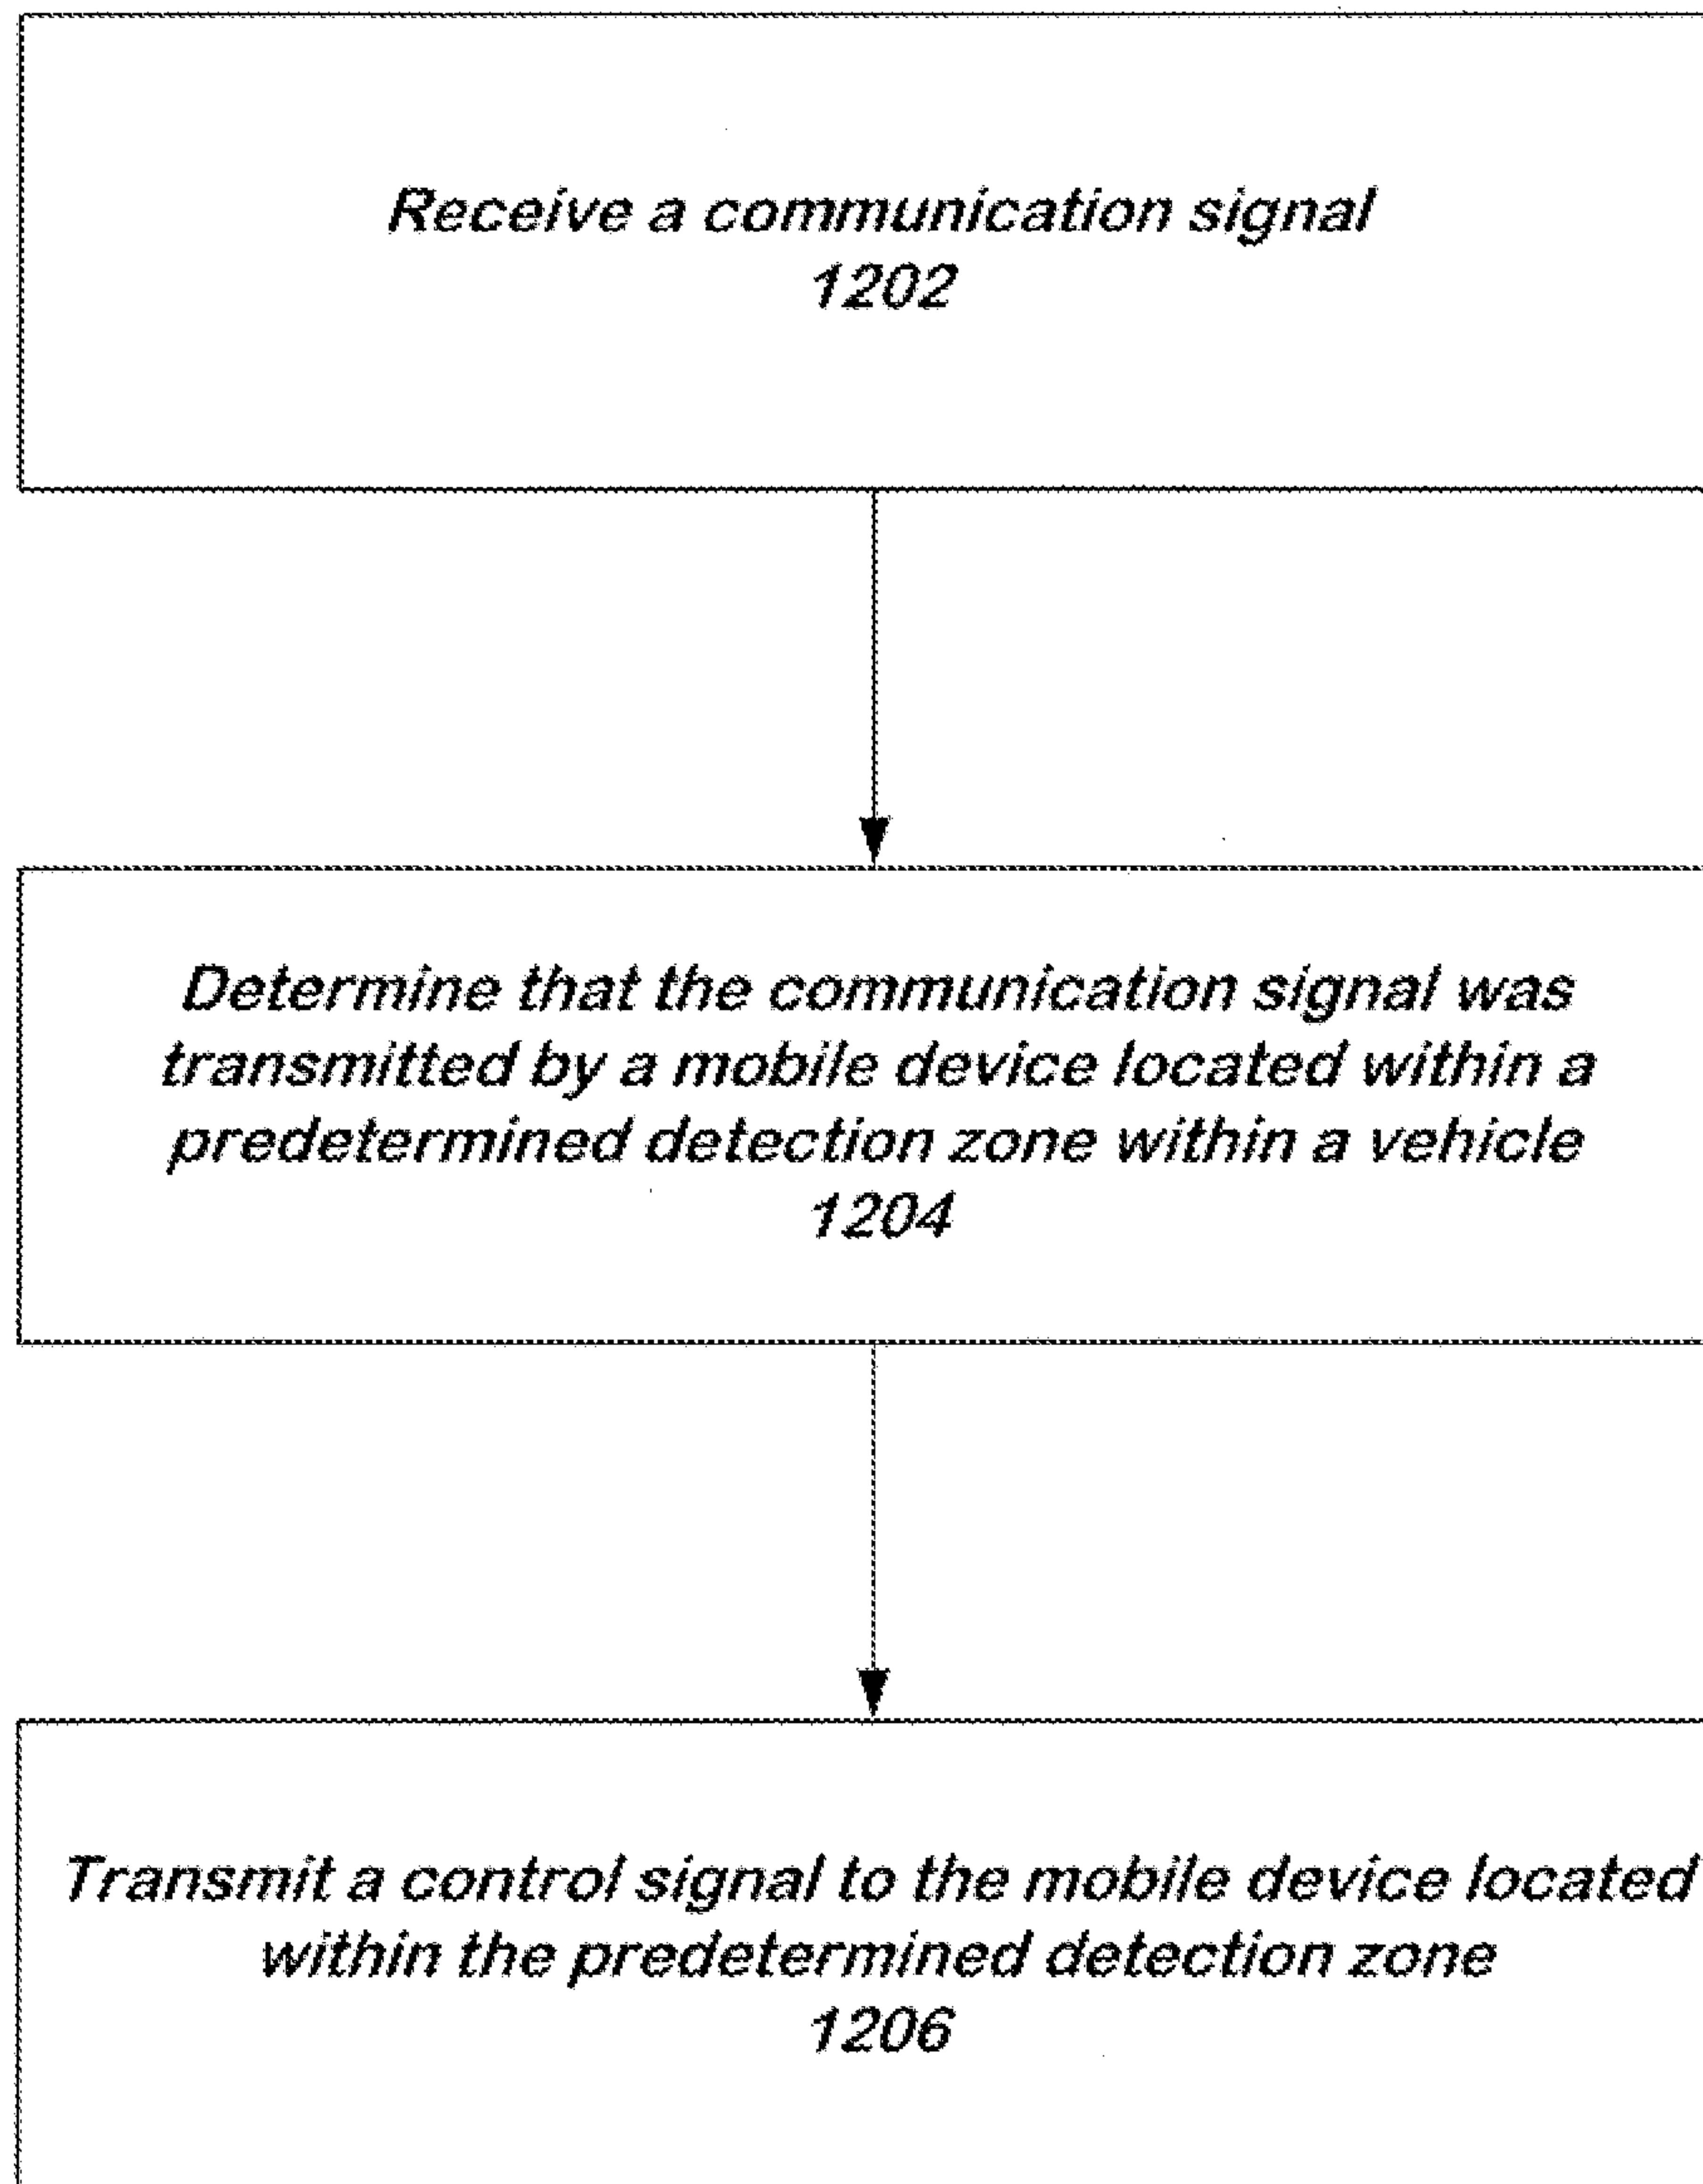 Receive a communication signal
1202
Determine that the communication signal was
transmitted by a mobile device located within a
predetermined detection zone within a vehicle
1204
Transmit a control signal to the mobile device located
within the predetermined detection zone
1206